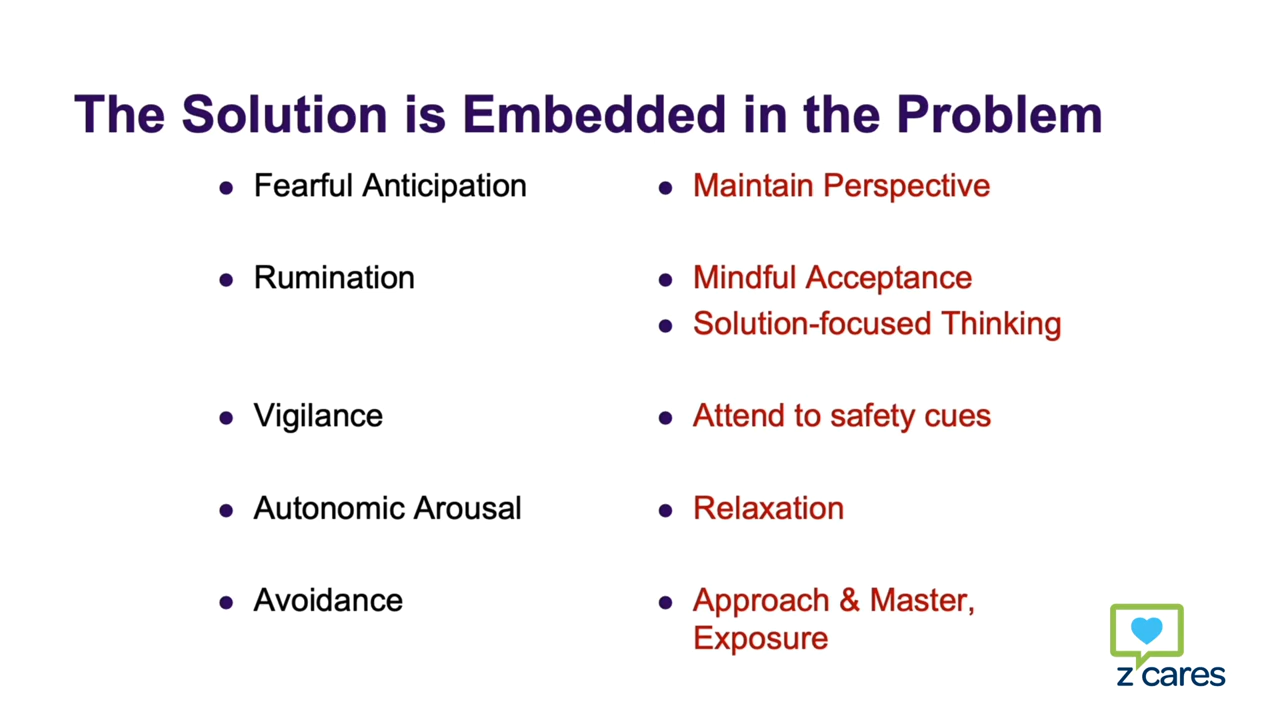 The Solution is Embedded in the Problem
• Fearful Anticipation
• Maintain Perspective
• Rumination
• Mindful Acceptance
• Solution-focused Thinking
• Vigilance
• Attend to safety cues
• Autonomic Arousal
• Relaxation
• Avoidance
• Approach & Master,
Exposure
z cares